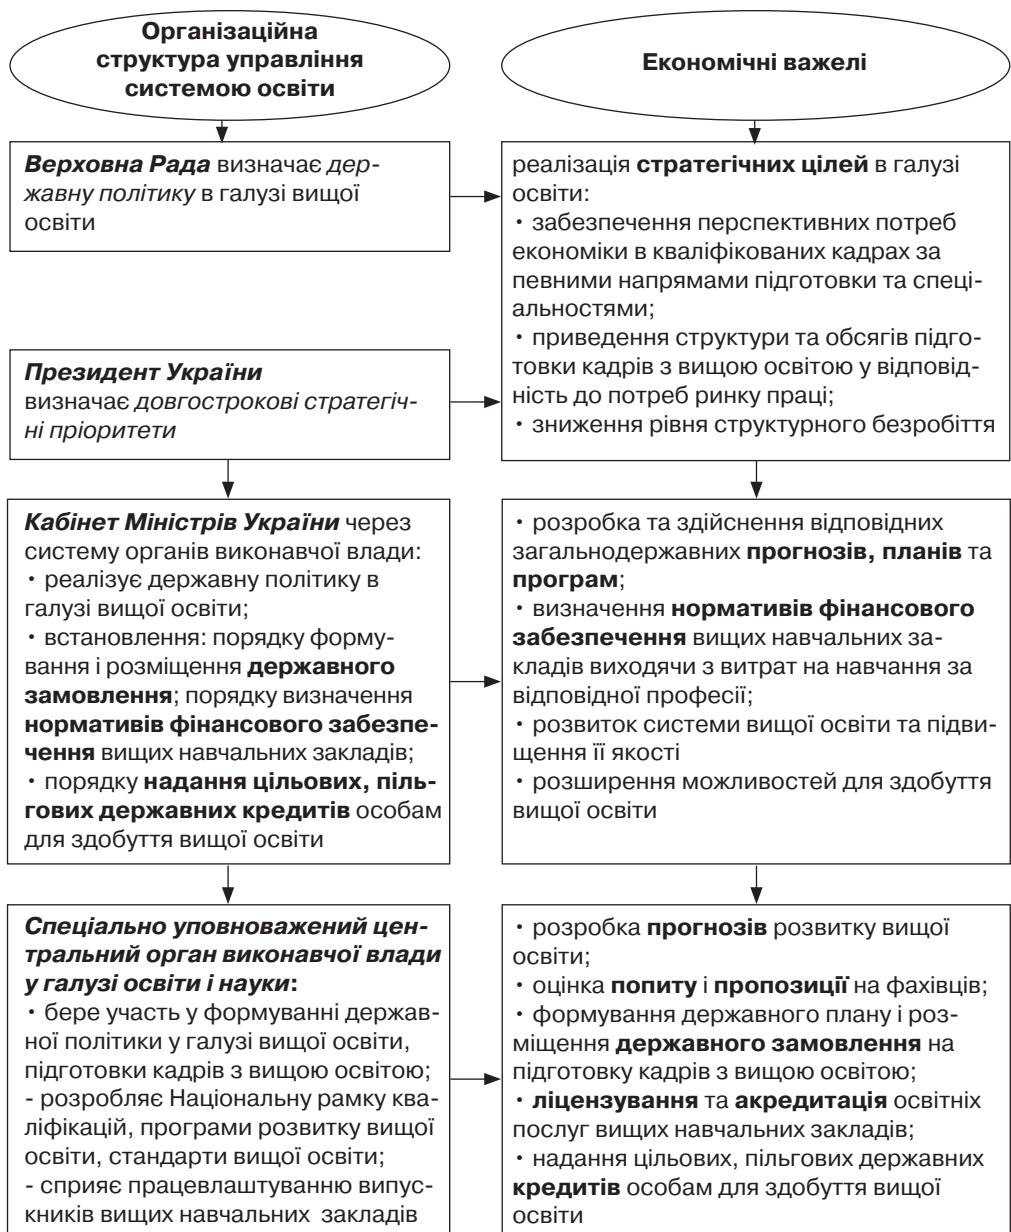 Організаційна
структура управління
системою освіти
Економічні важелі
Верховна Рада визначає дер-
жавну політику в галузі вищої
освіти
реалізація стратегічних цілей в галузі
освіти:
• забезпечення перспективних потреб
економіки в кваліфікованих кадрах за
певними напрямами підготовки та спеці-
альностями;
• приведення структури та обсягів підго-
товки кадрів з вищою освітою у відповід-
ність до потреб ринку праці;
• зниження рівня структурного безробіття
Президент України
визначає довгострокові стратегіч-
ні пріоритети
Кабінет Міністрів України через
систему органів виконавчої влади:
• реалізує державну політику в
галузі вищої освіти;
• встановлення: порядку форму-
вання і розміщення державного
замовлення; порядку визначення
нормативів фінансового забезпе-
чення вищих навчальних закладів;
• порядку надання цільових, піль-
гових державних кредитів особам
для здобуття вищої освіти
• розробка та здійснення відповідних
загальнодержавних прогнозів, планів та
програм;
• визначення нормативів фінансового
забезпечення вищих навчальних за-
кладів виходячи з витрат на навчання за
відповідної професії;
• розвиток системи вищої освіти та підви-
щення її якості
• розширення можливостей для здобуття
вищої освіти
Спеціально уповноважений цен-
тральний орган виконавчої влади
у галузі освіти і науки:
• бере участь у формуванні держав-
ної політики у галузі вищої освіти,
підготовки кадрів з вищою освітою;
- розробляє Національну рамку ква-
ліфікацій, програми розвитку вищої
освіти, стандарти вищої освіти;
- сприяє працевлаштуванню випус-
кників вищих навчальних закладів
• розробка прогнозів розвитку вищої
освіти;
• оцінка попиту і пропозиції на фахівців;
• формування державного плану і роз-
міщення державного замовлення на
підготовку кадрів з вищою освітою;
• ліцензування та акредитація освітніх
послуг вищих навчальних закладів;
• надання цільових, пільгових державних
кредитів особам для здобуття вищої
освіти